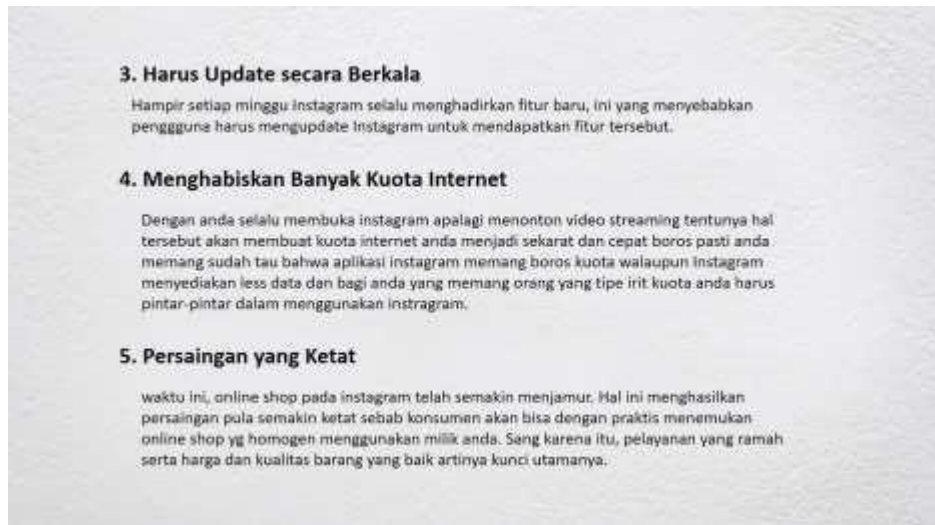 3. Harus Update secara Berkala
Hampir setiap minggu Instagram selalu menghadirkan fitur baru, ini yang menyebabkan
penggguna harus mengupdate Instagram untuk mendapatkan fitur tersebut.
4. Menghabiskan Banyak Kuota Internet
Dengan anda selalu membuka instagram apalagi menonton video streaming tentunya hal
tersebut akan membuat kuota internet anda menjadi sekarat dan cepat boros pasti anda
memang sudah tau bahwa aplikasi instagram memang boros kuota walaupun Instagram
menyediakan less data dan bagi anda yang memang orang yang tipe irit kuota anda harus
pintar-pintar dalam menggunakan instragram.
5. Persaingan yang Ketat
waktu ini, online shop pada instagram telah semakin menjamur. Hal ini menghasilkan
persaingan pula semakin ketat sebab konsumen akan bisa dengan praktis menemukan
online shop yg homogen menggunakan milik anda. Sang karena itu, pelayanan yang ramah
serta harga dan kualitas barang yang baik artinya kunci utamanya.